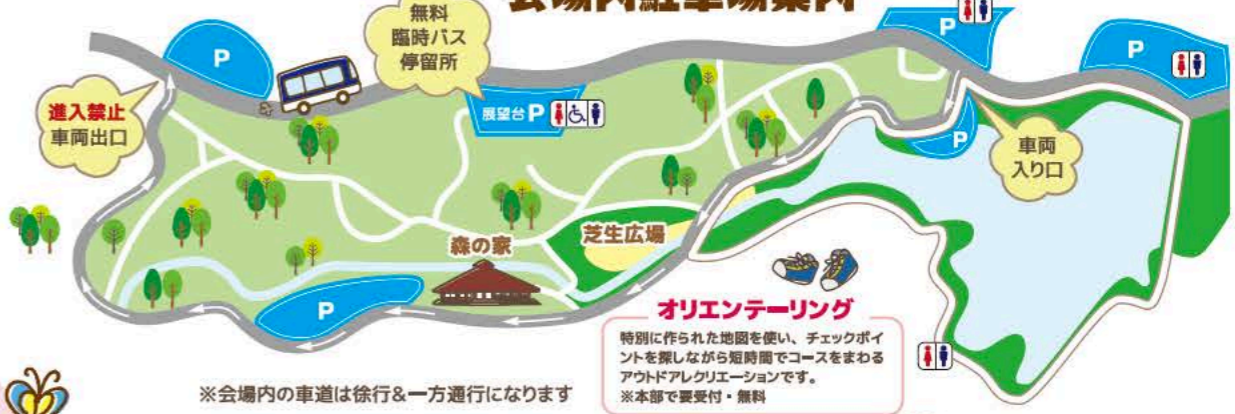 会場内駐車場案内
無料
臨時バス
停留所
P
P
P
進入禁止
車両出口
展望台P
P
車両
入り口
森の家
芝生広場
P
オリエンテーリング
特別に作られた地図を使い、チェックポイ
ントを探しながら短時間でコースをまわる
アウトドアレクリエーションです。
※本部で要受付・無料
※会場内の車道は徐行&一方通行になります